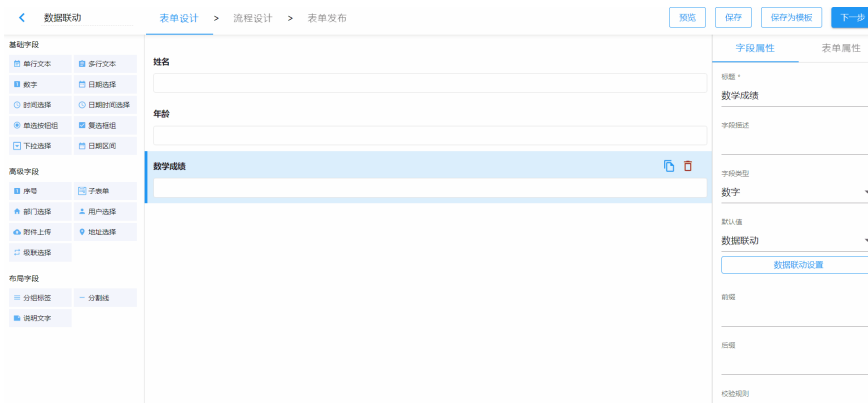 数据联动
表单设计 > 流程设计 > 表单发布
预览 保存 保存为模板 下一步
基础字段
单行文本 多行文本
数字 日期选择
时间选择 日期时间选择
单选按钮组 复选框组
下拉选择 日期区间
高级字段
序号 子表单
部门选择 用户选择
附件上传 地址选择
级联选择
布局字段
分组标签 分割线
说明文字
姓名
年龄
数学成绩
字段属性 表单属性
标题 *
数学成绩
字段描述
字段类型
数字
默认值
数据联动
数据联动设置
前缀
后缀
校验规则